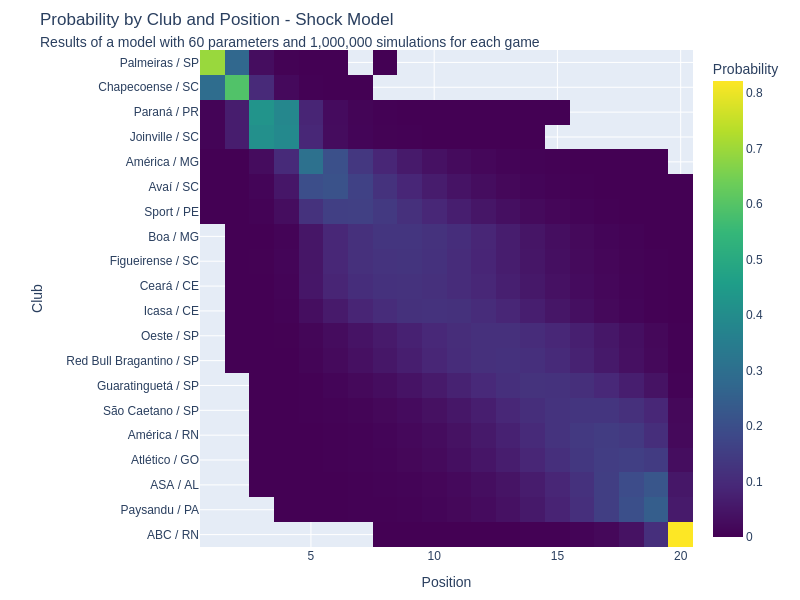 Probability by Club and Position - Shock Model
Results of a model with 60 parameters and 1,000,000 simulations for each game
Probability
Palmeiras / SP
Chapecoense / SC
Paraná / PR
Joinville / SC
América / MG
Avaí / SC
Sport / PE
Boa / MG
Figueirense / SC
Ceará / CE
Icasa / CE
Oeste / SP
Red Bull Bragantino / SP
Guaratinguetá / SP
São Caetano / SP
América / RN
Atlético / GO
ASA / AL
Paysandu / PA
ABC / RN
Club
5
10
15
20
Position
0.8
0.7
0.6
0.5
0.4
0.3
0.2
0.1
0